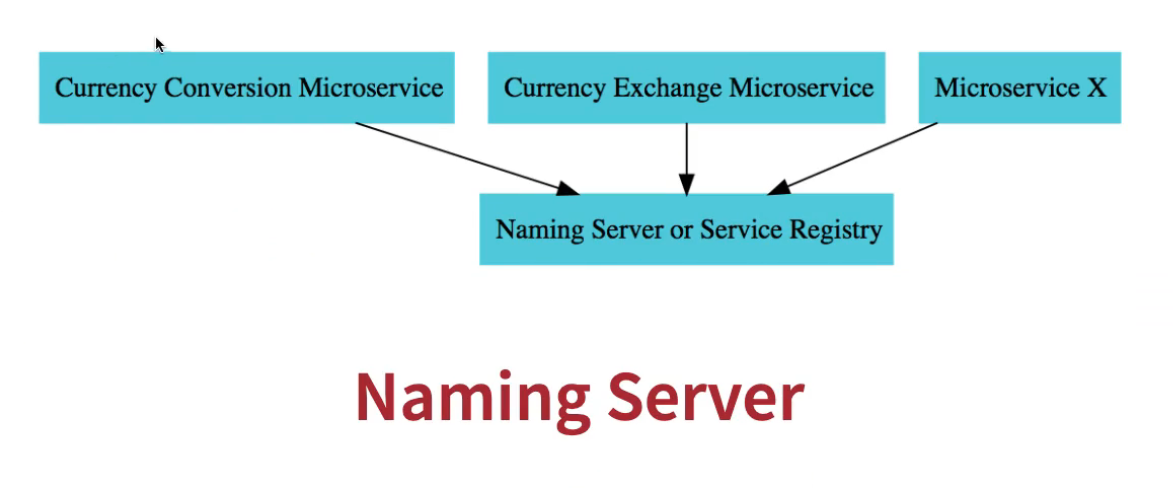 Currency Conversion Microservice
Currency Exchange Microservice
Microservice X
Naming Server or Service Registry
Naming Server